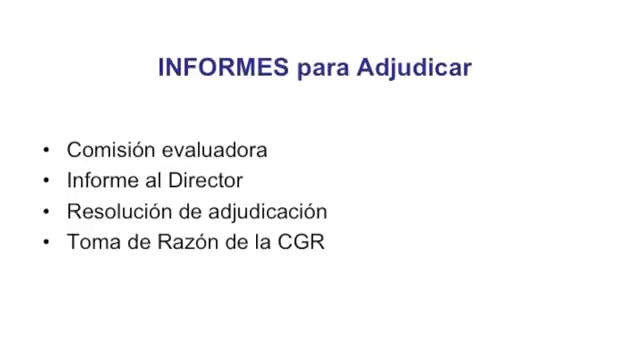 INFORMES para Adjudicar
• Comisión evaluadora
• Informe al Director
• Resolución de adjudicación
• Toma de Razón de la CGR